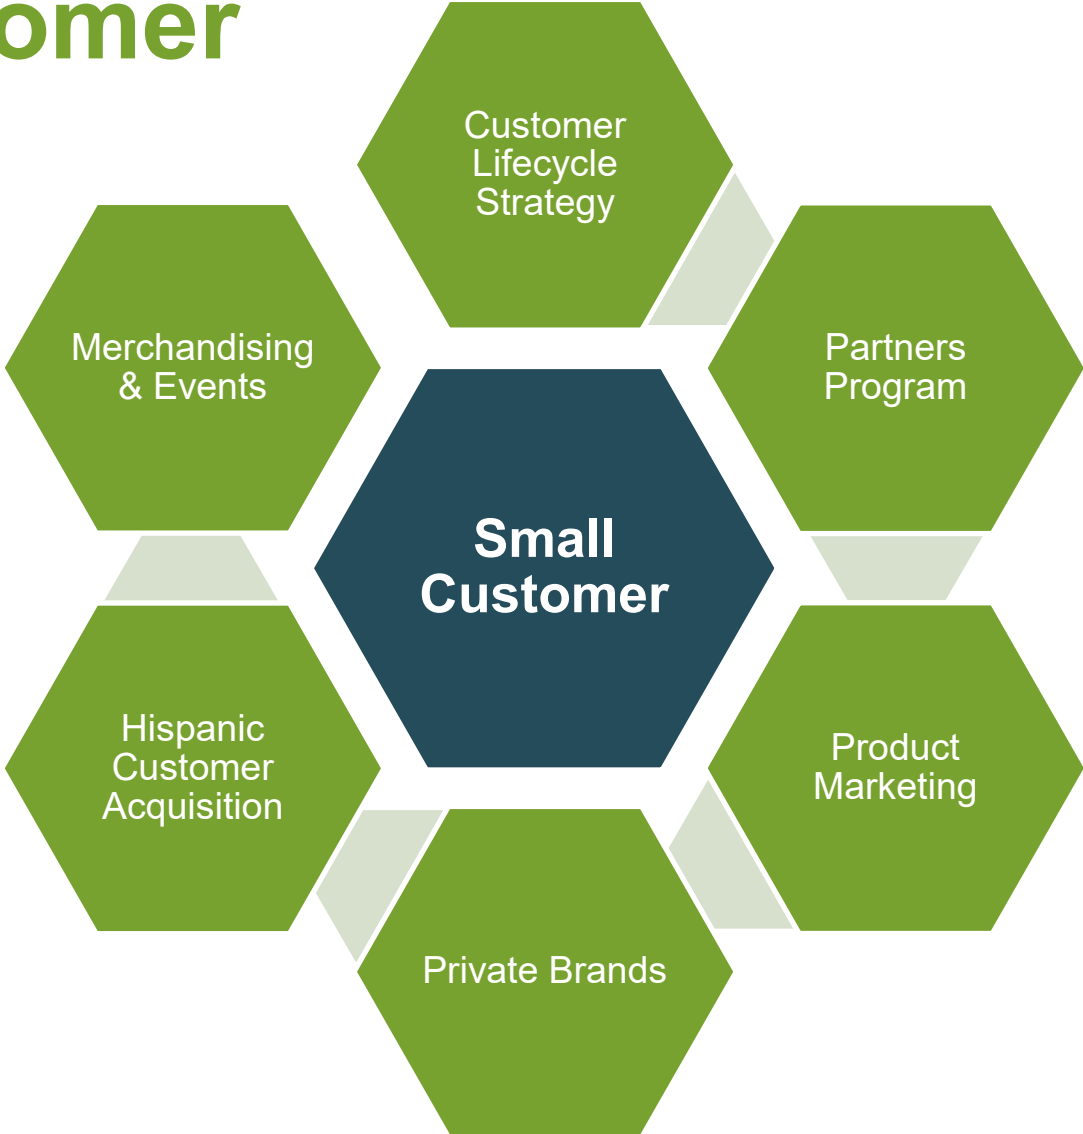 omer
Customer
Lifecycle
Strategy
Merchandising
& Events
Partners
Program
Small
Customer
Hispanic
Customer
Acquisition
Product
Marketing
Private Brands